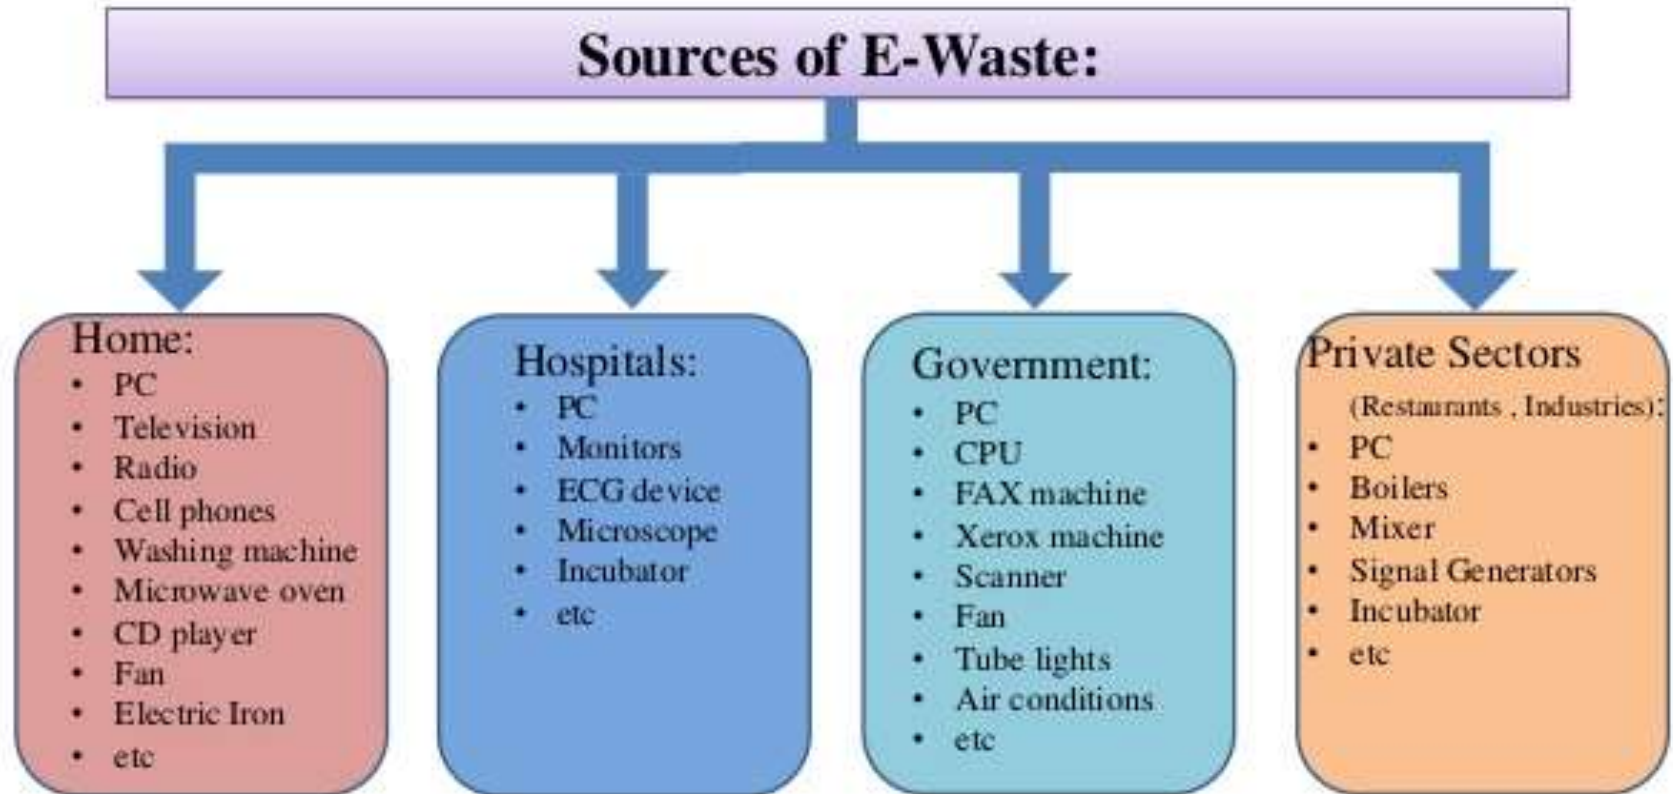 Sources of E-Waste:
Home:
• PC
• Television
• Radio
• Cell phones
• Washing machine
• Microwave oven
• CD player
• Fan
• Electric Iron
• etc
Hospitals:
• PC
• Monitors
• ECG device
• Microscope
• Incubator
• etc
Government:
• PC
• CPU
• FAX machine
• Xerox machine
• Scanner
• Fan
• Tube lights
• Air conditions
• etc
Private Sectors
(Restaurants , Industries):
• PC
• Boilers
• Mixer
• Signal Generators
• Incubator
• etc